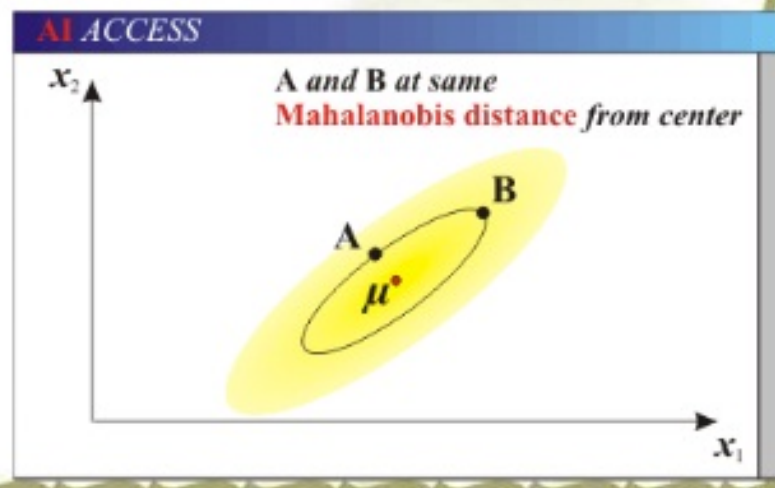 AI ACCESS
x₂
A and B at same
Mahalanobis distance from center
B
A
μ
x₁